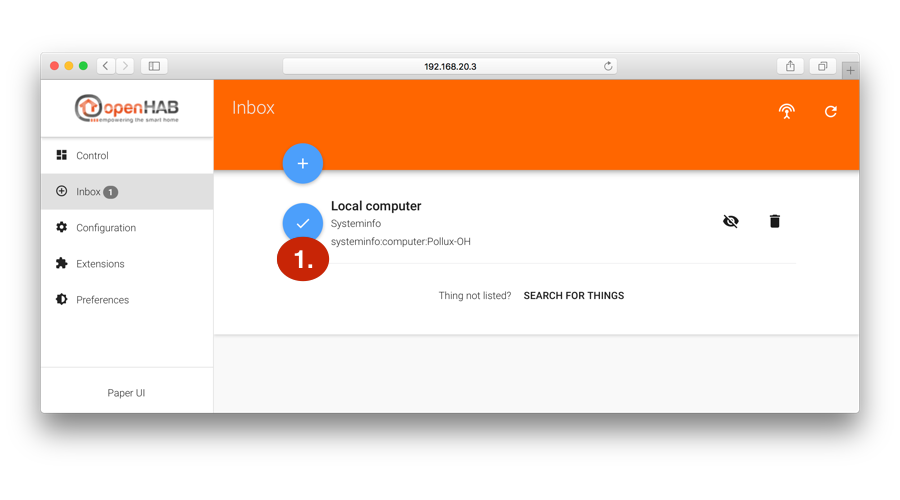 192.168.20.3
openHAB
empowering the smart home
Inbox
Control
Inbox 1
Configuration
Extensions
Preferences
Paper UI
Local computer
Systeminfo
systeminfo:computer:Pollux-OH
1.
Thing not listed? SEARCH FOR THINGS